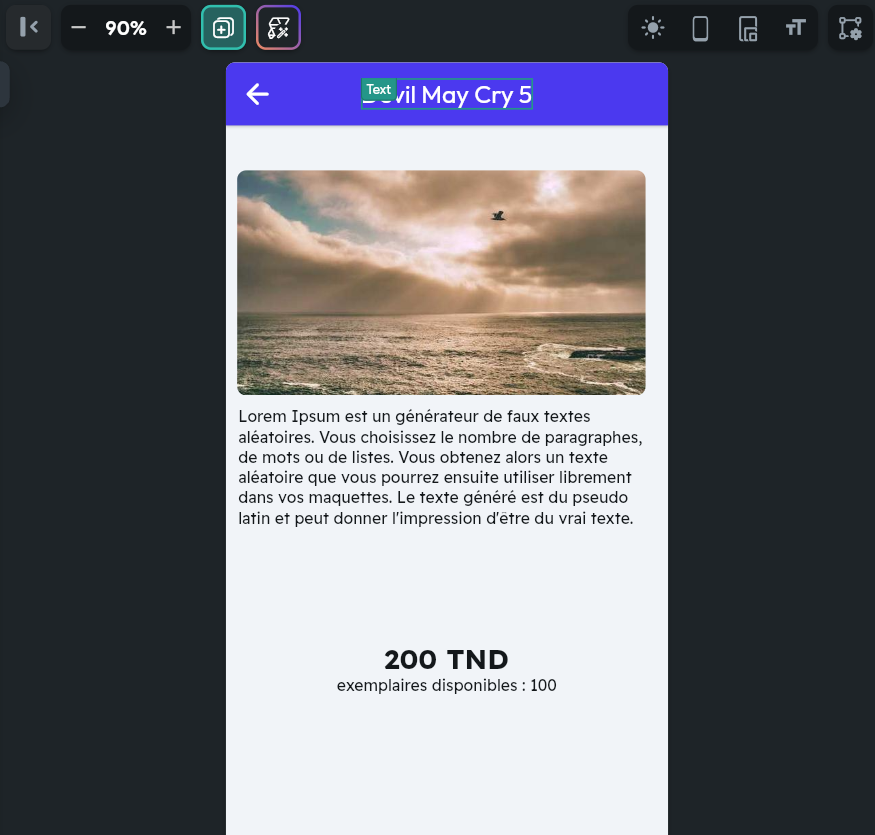 90%
Text
vil May Cry 5
Lorem Ipsum est un générateur de faux textes
aléatoires. Vous choisissez le nombre de paragraphes,
de mots ou de listes. Vous obtenez alors un texte
aléatoire que vous pourrez ensuite utiliser librement
dans vos maquettes. Le texte généré est du pseudo
latin et peut donner l'impression d'être du vrai texte.
200 TND
exemplaires disponibles : 100